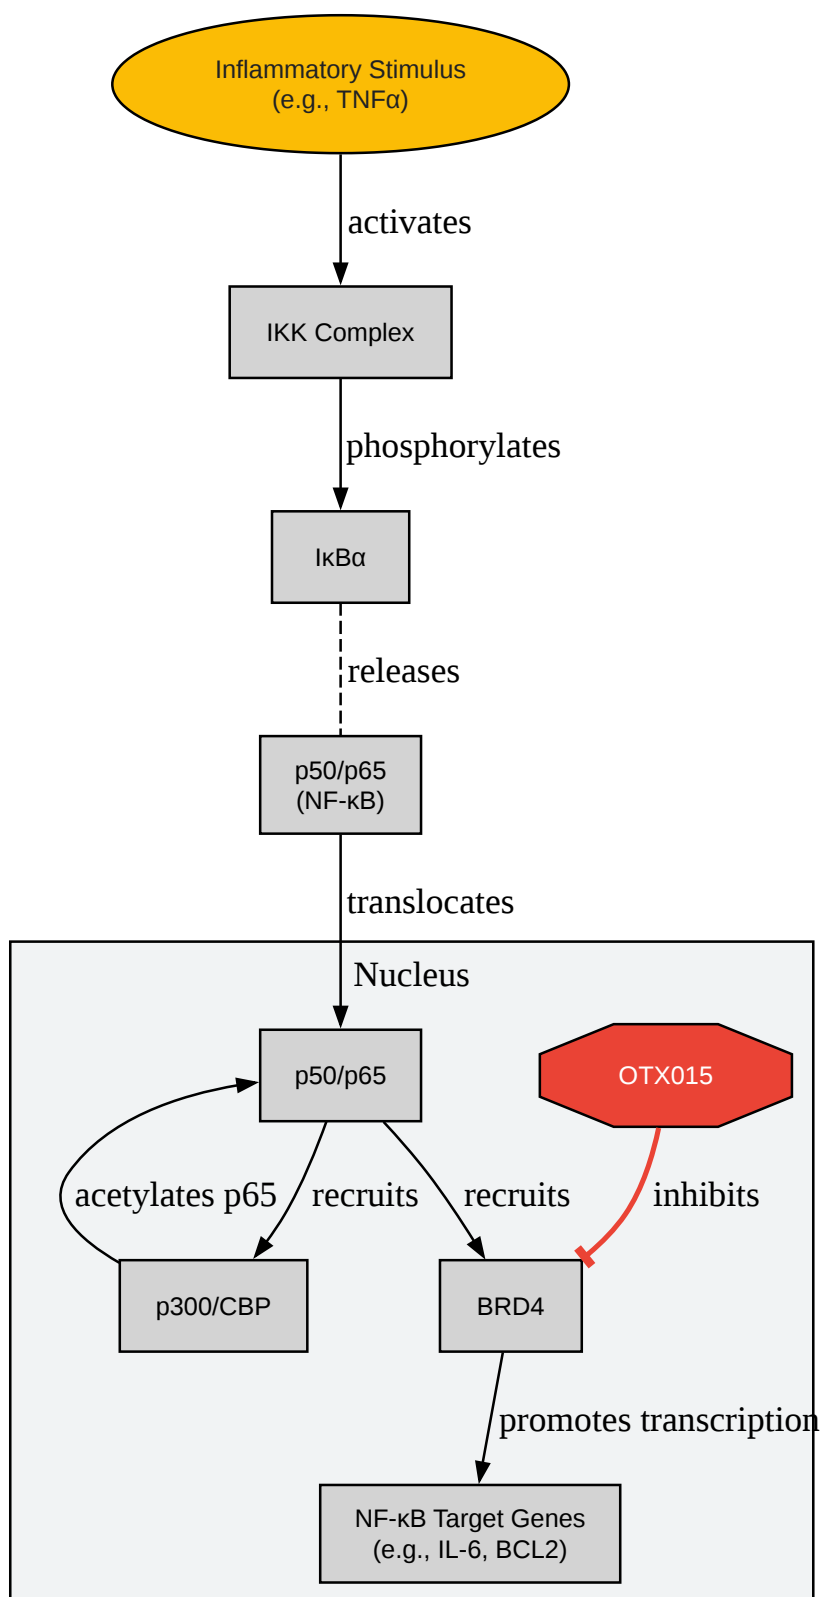 Inflammatory Stimulus
(e.g., TNFα)
activates
IKK Complex
phosphorylates
IκBα
releases
p50/p65
(NF-κB)
translocates
Nucleus
p50/p65
OTX015
acetylates p65
recruits
recruits
inhibits
p300/CBP
BRD4
promotes transcription
NF-κB Target Genes
(e.g., IL-6, BCL2)